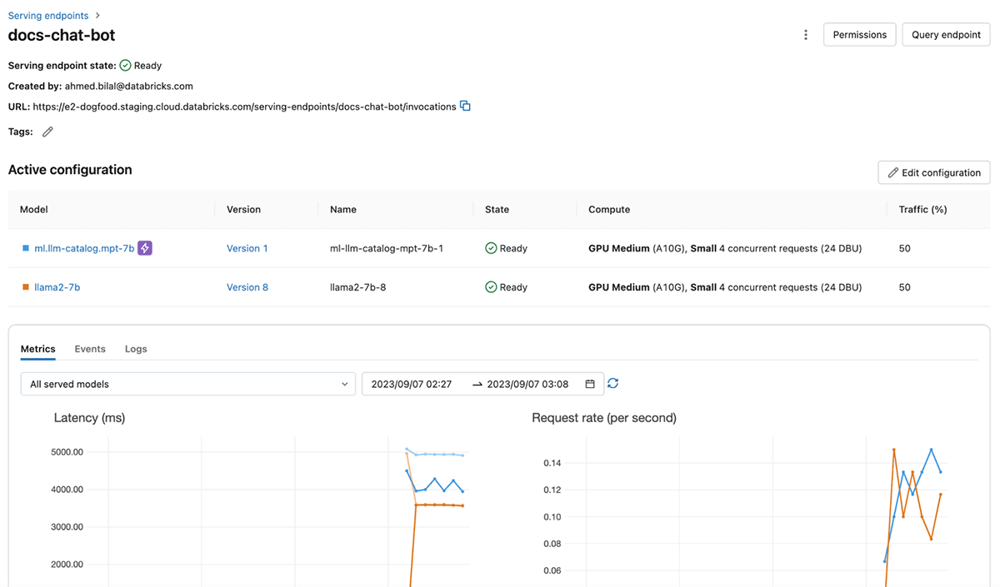 Serving endpoints >
docs-chat-bot
Permissions
Query endpoint
Serving endpoint state: Ready
Created by: ahmed.bilal@databricks.com
URL: https://e2-dogfood.staging.cloud.databricks.com/serving-endpoints/docs-chat-bot/invocations
Tags:
Active configuration
Edit configuration
Model Version Name State Compute Traffic (%)
ml.llm-catalog.mpt-7b Version 1 ml-llm-catalog-mpt-7b-1 Ready GPU Medium (A10G), Small 4 concurrent requests (24 DBU) 50
llama2-7b Version 8 llama2-7b-8 Ready GPU Medium (A10G), Small 4 concurrent requests (24 DBU) 50
Metrics Events Logs
All served models 2023/09/07 02:27 → 2023/09/07 03:08
Latency (ms)
5000.00
4000.00
3000.00
2000.00
Request rate (per second)
0.14
0.12
0.10
0.08
0.06